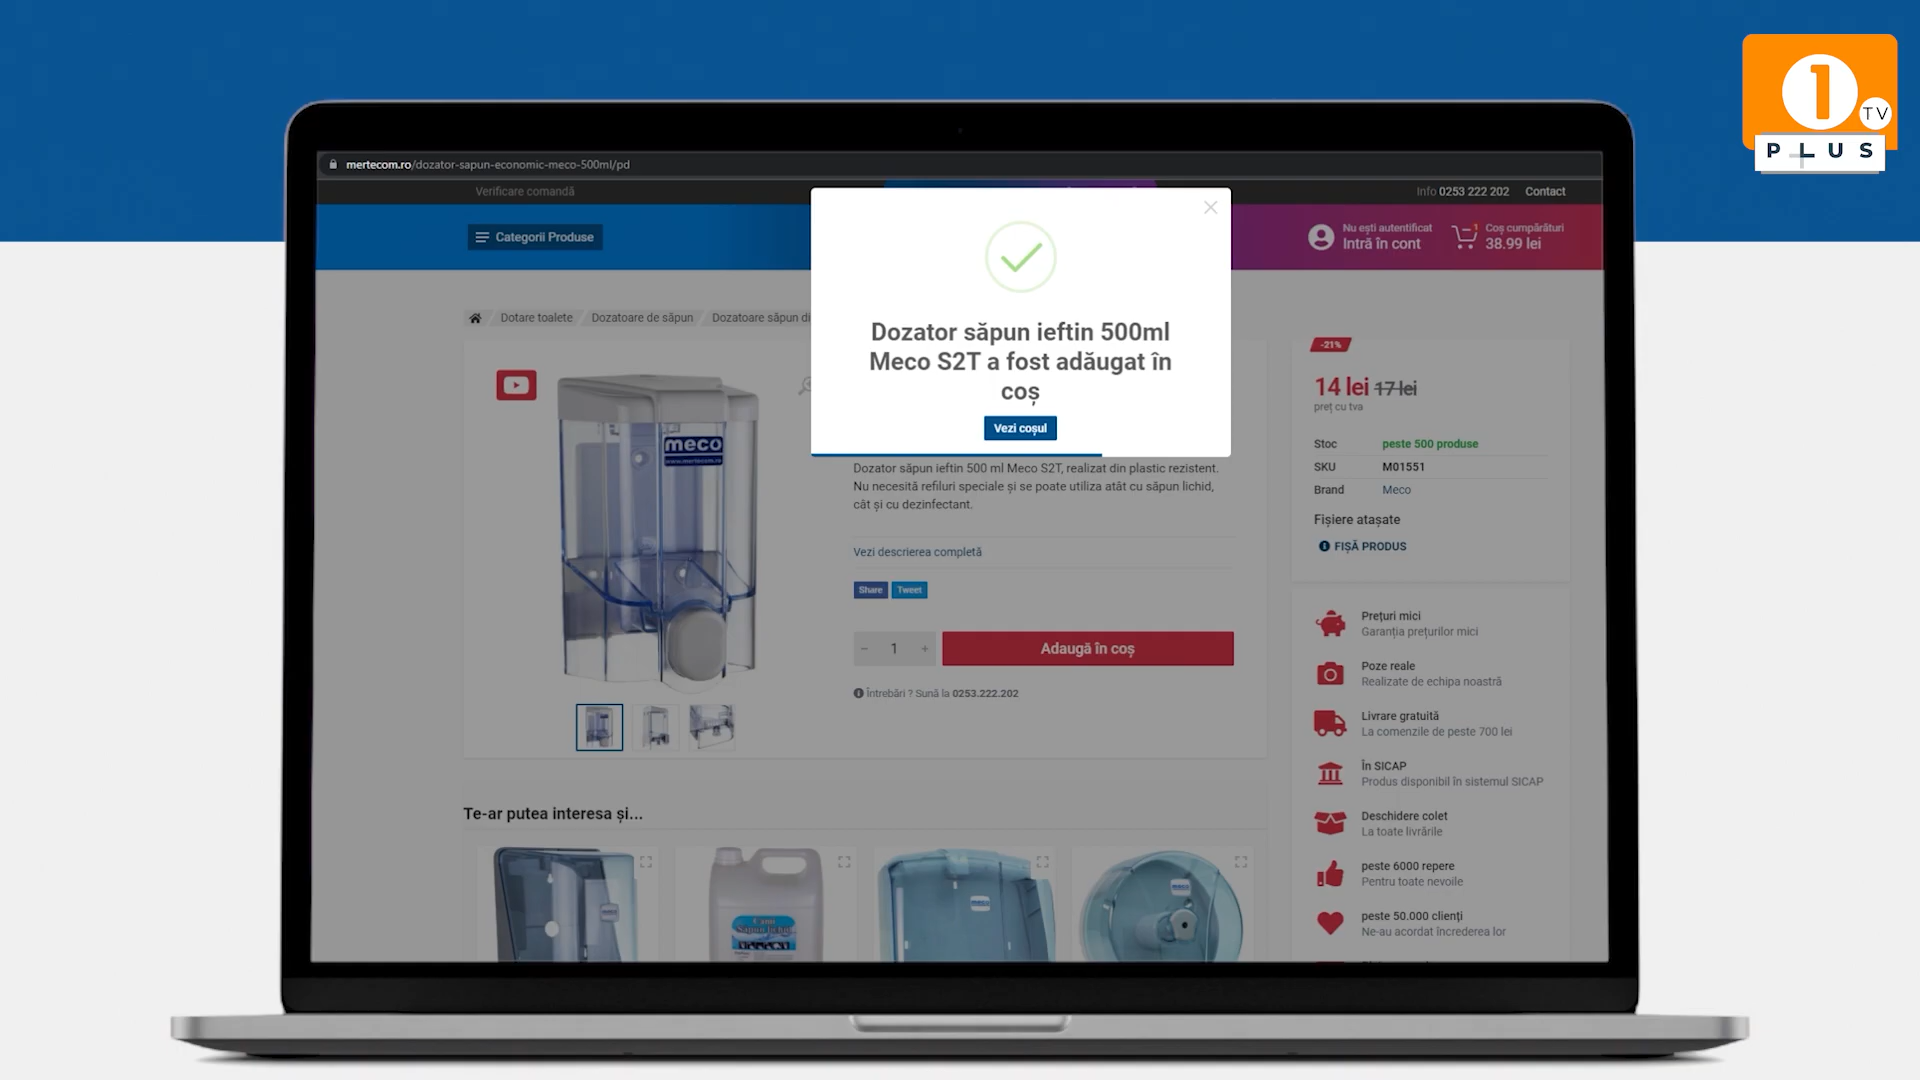 1
TV
PLUS
mertecom.ro/dozator-sapun-economic-meco-500ml/pd
Verificare comandă
Info 0253 222 202 Contact
Categorii Produse
Nu ești autentificat
Intră în cont
1
Coș cumpărături
38.99 lei
Dotare toalete
Dozatoare de săpun
Dozatoare săpun di
Dozator săpun ieftin 500ml
Meco S2T a fost adăugat în
coș
Vezi coșul
meco
www.mertecom.ro
Dozator săpun ieftin 500 ml Meco S2T, realizat din plastic rezistent.
Nu necesită refiluri speciale și se poate utiliza atât cu săpun lichid,
cât și cu dezinfectant.
Vezi descrierea completă
Share Tweet
− 1 +
Adaugă în coș
Întrebări ? Sună la 0253.222.202
-21%
14 lei 17 lei
preț cu tva
Stoc peste 500 produse
SKU M01551
Brand Meco
Fișiere atașate
FIȘĂ PRODUS
Prețuri mici
Garanția prețurilor mici
Poze reale
Realizate de echipa noastră
Livrare gratuită
La comenzile de peste 700 lei
În SICAP
Produs disponibil în sistemul SICAP
Deschidere colet
La toate livrările
peste 6000 repere
Pentru toate nevoile
peste 50.000 clienți
Ne-au acordat încrederea lor
Te-ar putea interesa și...
Sapun lichid